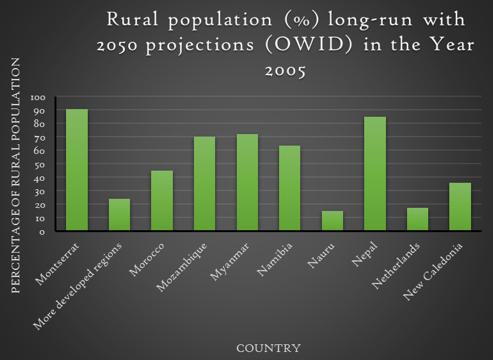 Rural population (%) long-run with
2050 projections (OWID) in the Year
2005
PERCENTAGE OF RURAL POPULATION
100
90
80
70
60
50
40
30
20
10
0
Montserrat
More developed regions
Morocco
Mozambique
Myanmar
Namibia
Nauru
Nepal
Netherlands
New Caledonia
COUNTRY